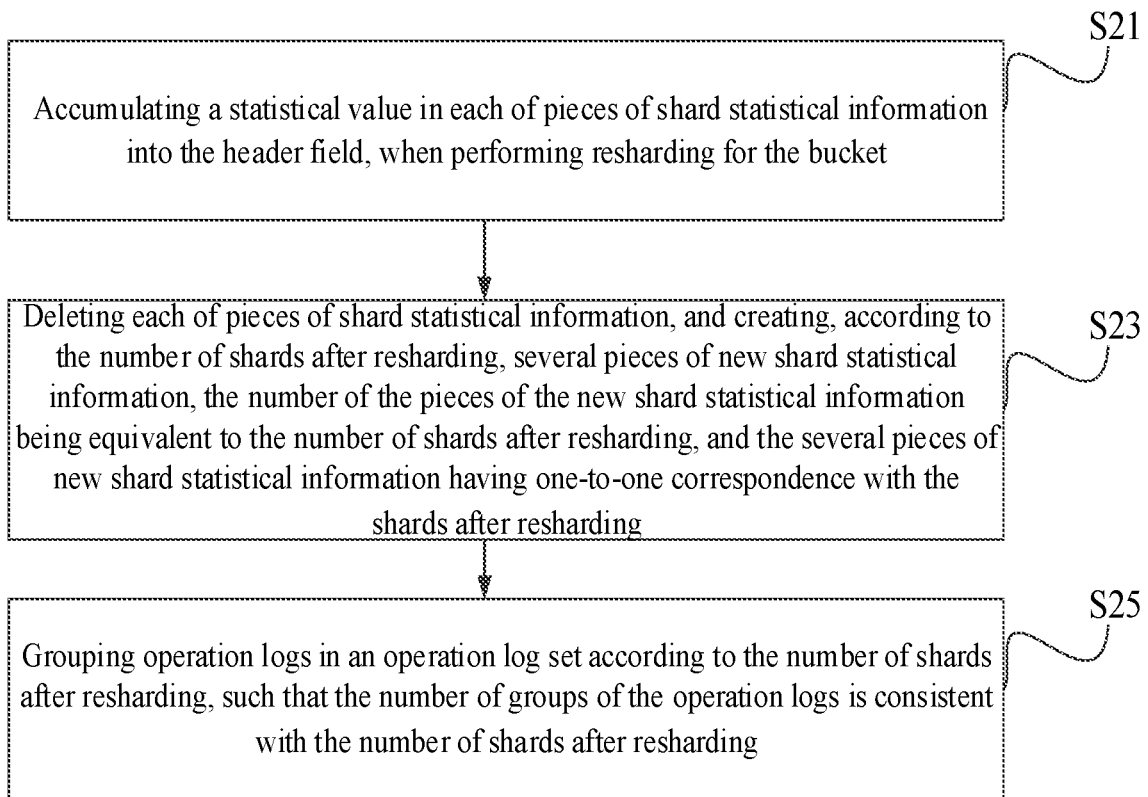 S21
Accumulating a statistical value in each of pieces of shard statistical information
into the header field, when performing resharding for the bucket
S23
Deleting each of pieces of shard statistical information, and creating, according to
the number of shards after resharding, several pieces of new shard statistical
information, the number of the pieces of the new shard statistical information
being equivalent to the number of shards after resharding, and the several pieces of
new shard statistical information having one-to-one correspondence with the
shards after resharding
S25
Grouping operation logs in an operation log set according to the number of shards
after resharding, such that the number of groups of the operation logs is consistent
with the number of shards after resharding